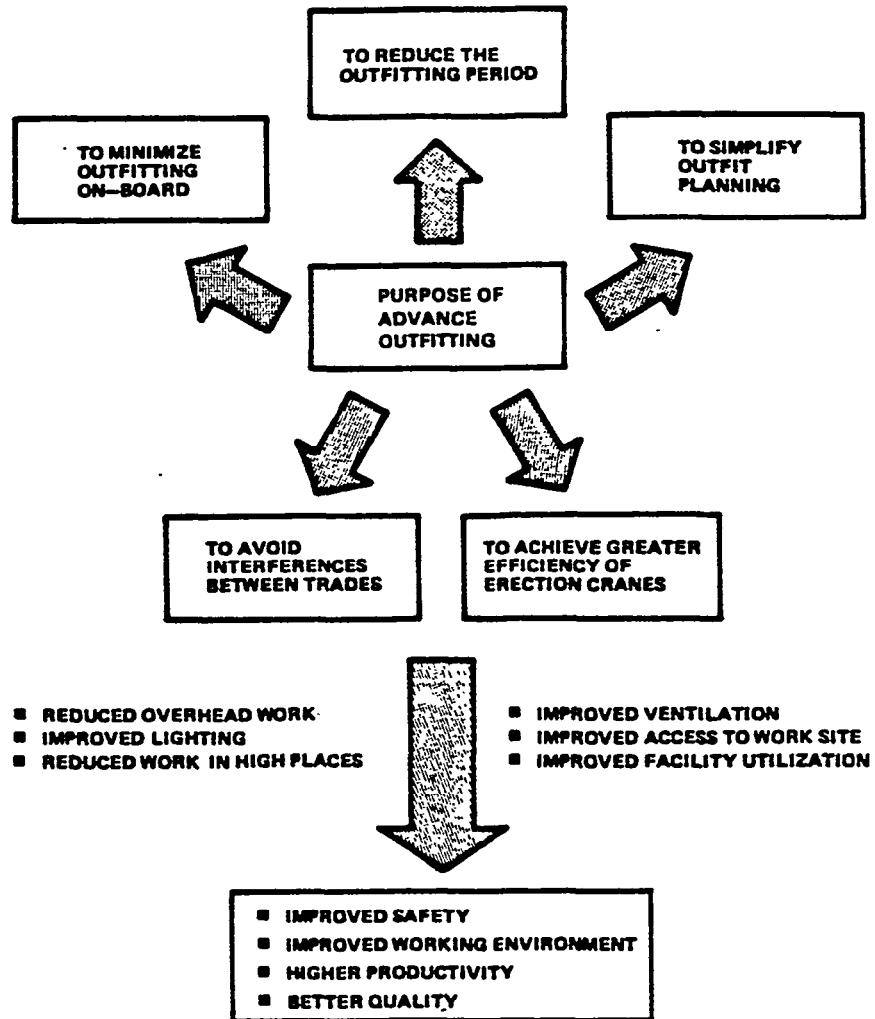 TO REDUCE THE
OUTFITTING PERIOD
TO MINIMIZE
OUTFITTING
ON–BOARD
TO SIMPLIFY
OUTFIT
PLANNING
PURPOSE OF
ADVANCE
OUTFITTING
TO AVOID
INTERFERENCES
BETWEEN TRADES
TO ACHIEVE GREATER
EFFICIENCY OF
ERECTION CRANES
■ REDUCED OVERHEAD WORK
■ IMPROVED LIGHTING
■ REDUCED WORK IN HIGH PLACES
■ IMPROVED VENTILATION
■ IMPROVED ACCESS TO WORK SITE
■ IMPROVED FACILITY UTILIZATION
■ IMPROVED SAFETY
■ IMPROVED WORKING ENVIRONMENT
■ HIGHER PRODUCTIVITY
■ BETTER QUALITY